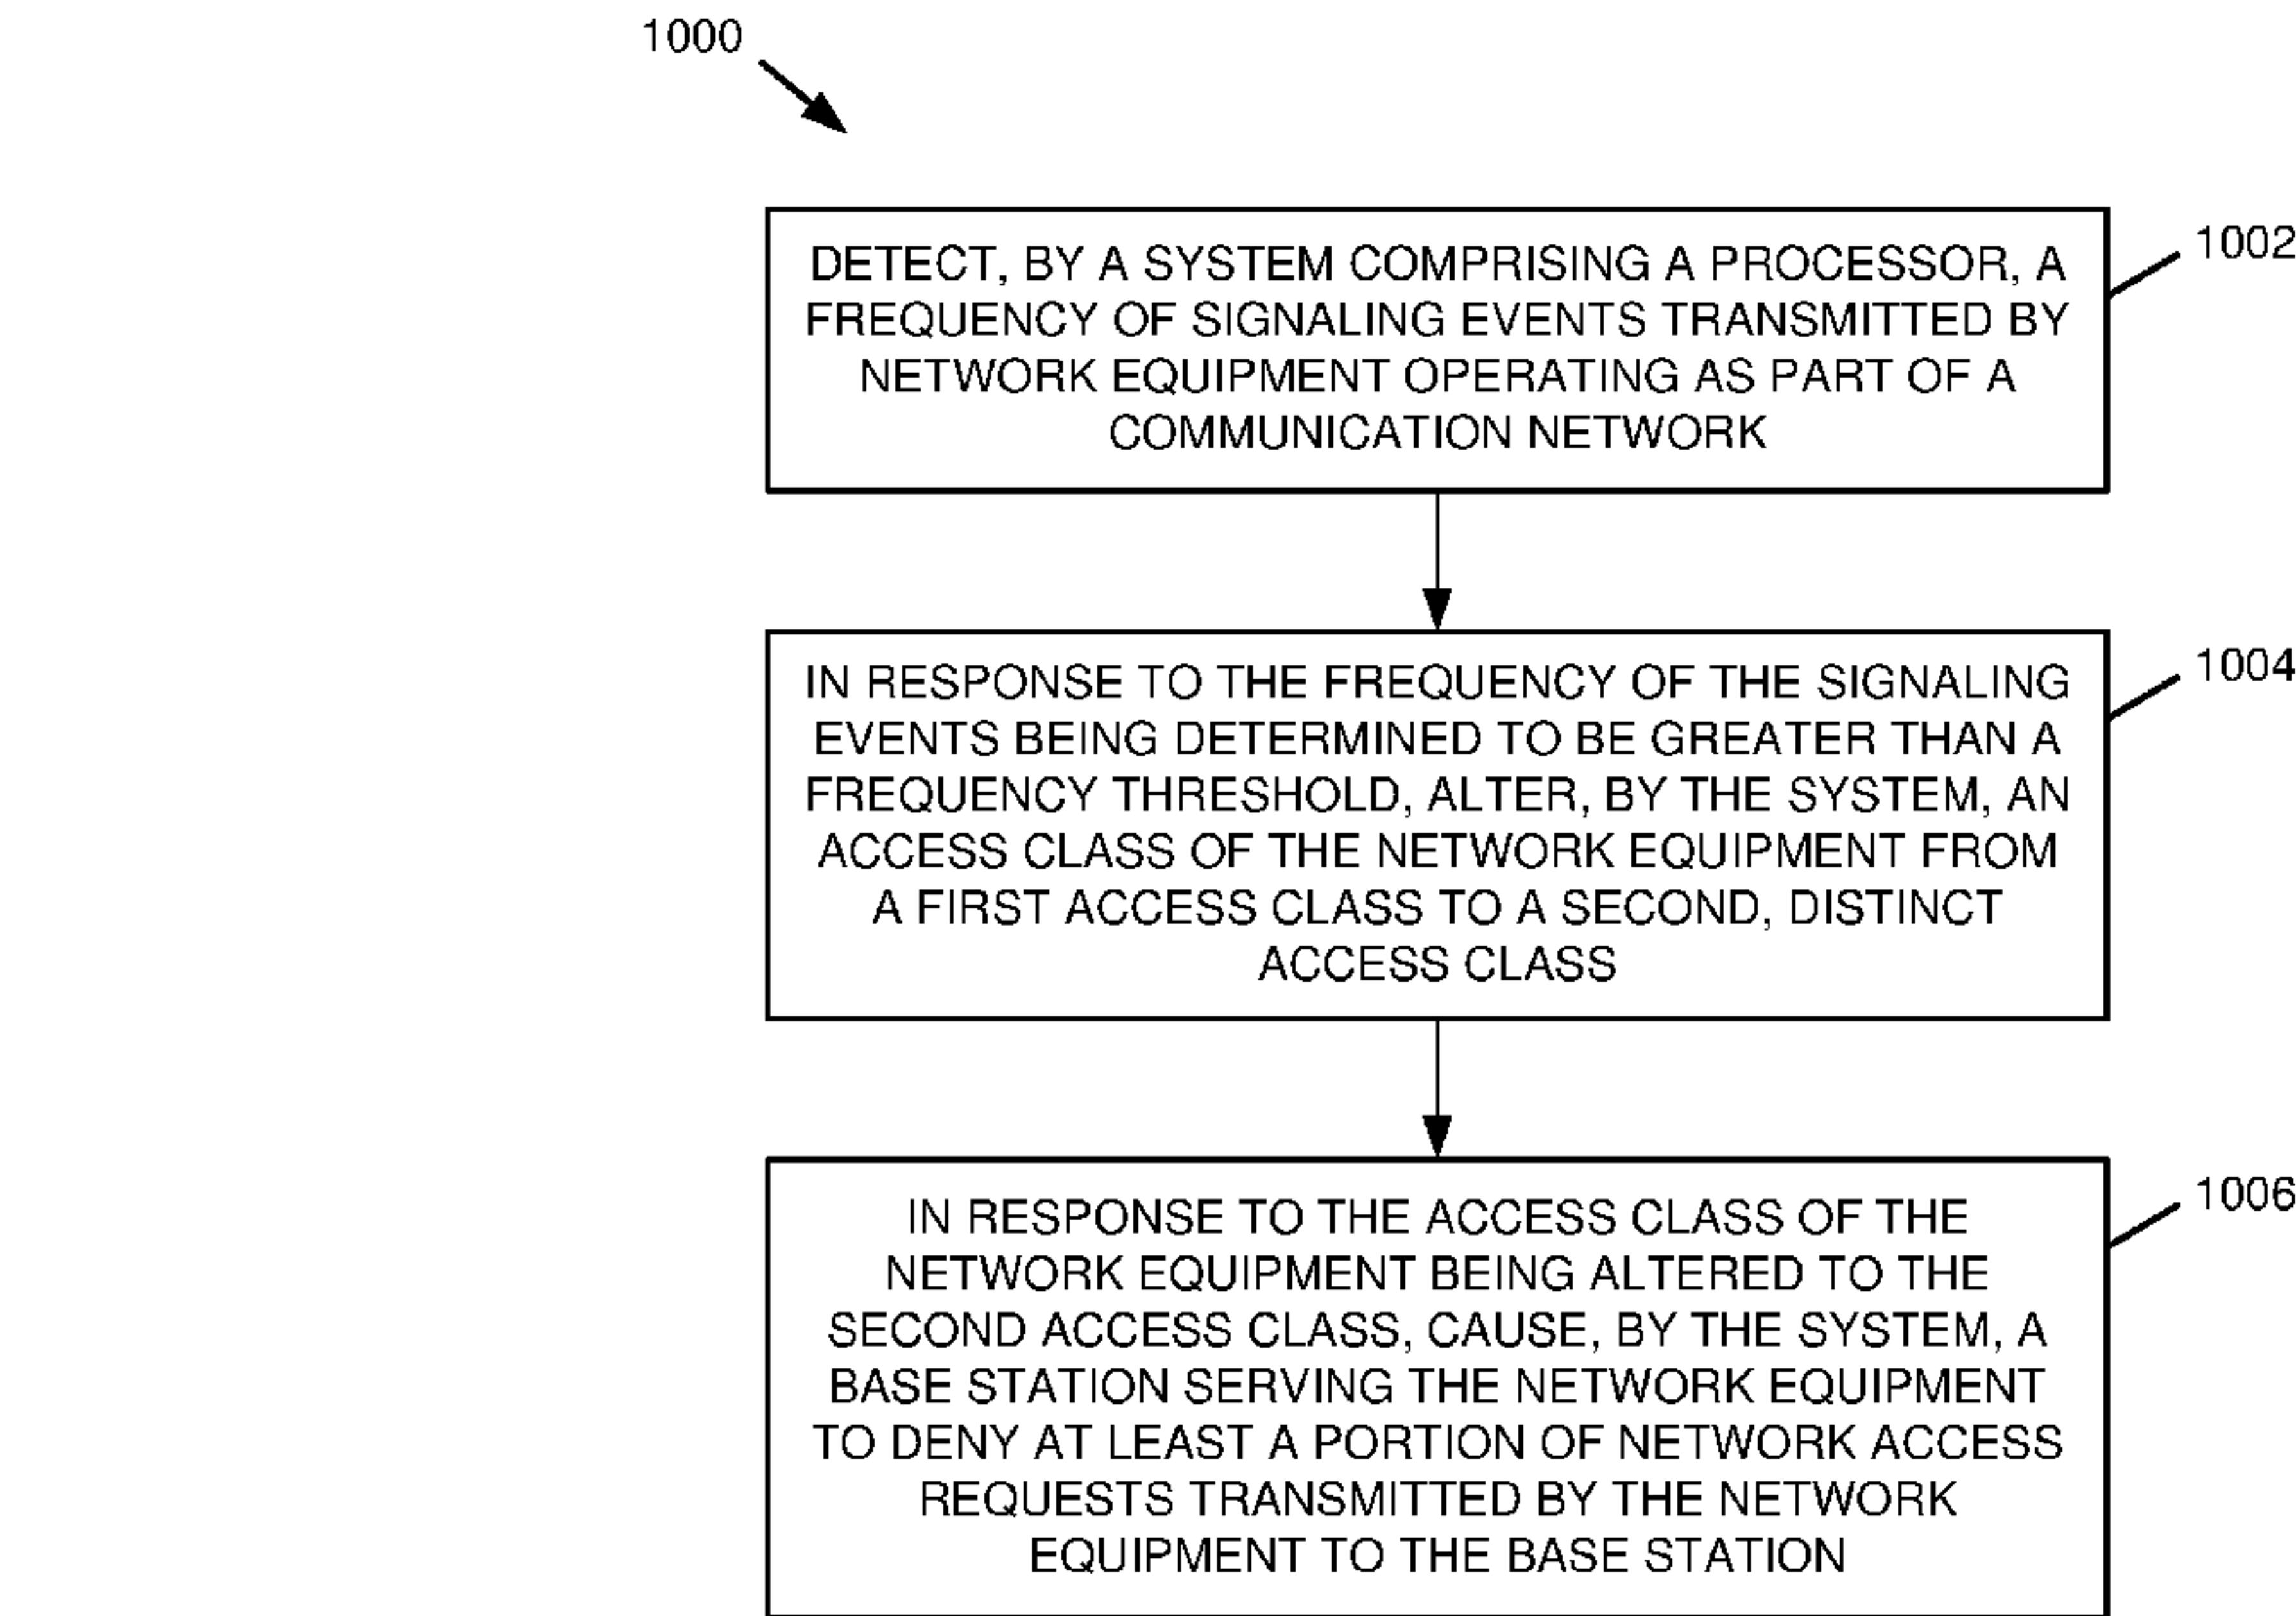 1000
DETECT, BY A SYSTEM COMPRISING A PROCESSOR, A
FREQUENCY OF SIGNALING EVENTS TRANSMITTED BY
NETWORK EQUIPMENT OPERATING AS PART OF A
COMMUNICATION NETWORK
1002
IN RESPONSE TO THE FREQUENCY OF THE SIGNALING
EVENTS BEING DETERMINED TO BE GREATER THAN A
FREQUENCY THRESHOLD, ALTER, BY THE SYSTEM, AN
ACCESS CLASS OF THE NETWORK EQUIPMENT FROM
A FIRST ACCESS CLASS TO A SECOND, DISTINCT
ACCESS CLASS
1004
IN RESPONSE TO THE ACCESS CLASS OF THE
NETWORK EQUIPMENT BEING ALTERED TO THE
SECOND ACCESS CLASS, CAUSE, BY THE SYSTEM, A
BASE STATION SERVING THE NETWORK EQUIPMENT
TO DENY AT LEAST A PORTION OF NETWORK ACCESS
REQUESTS TRANSMITTED BY THE NETWORK
EQUIPMENT TO THE BASE STATION
1006